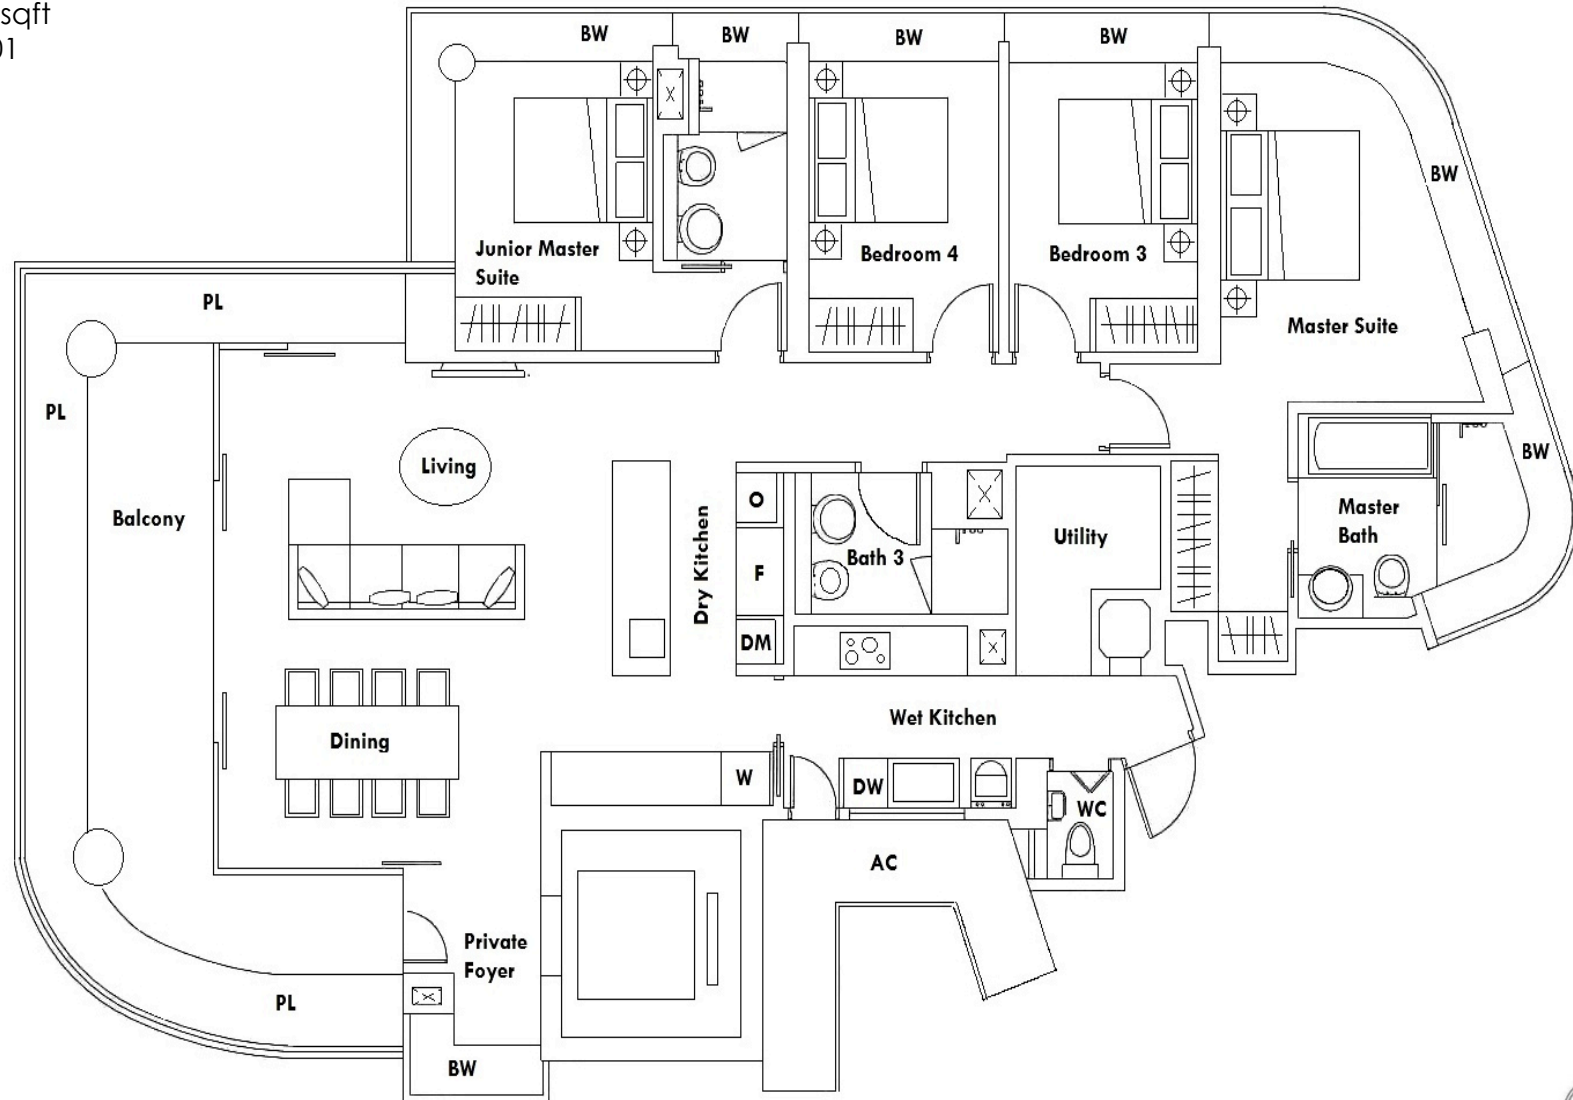 sqft
01
BW
BW
BW
BW
BW
Junior Master
Suite
Bedroom 4
Bedroom 3
Master Suite
PL
PL
Balcony
Living
Dry Kitchen
O
F
DM
Bath 3
Utility
Master
Bath
BW
Dining
Wet Kitchen
W
DW
WC
AC
Private
Foyer
PL
BW